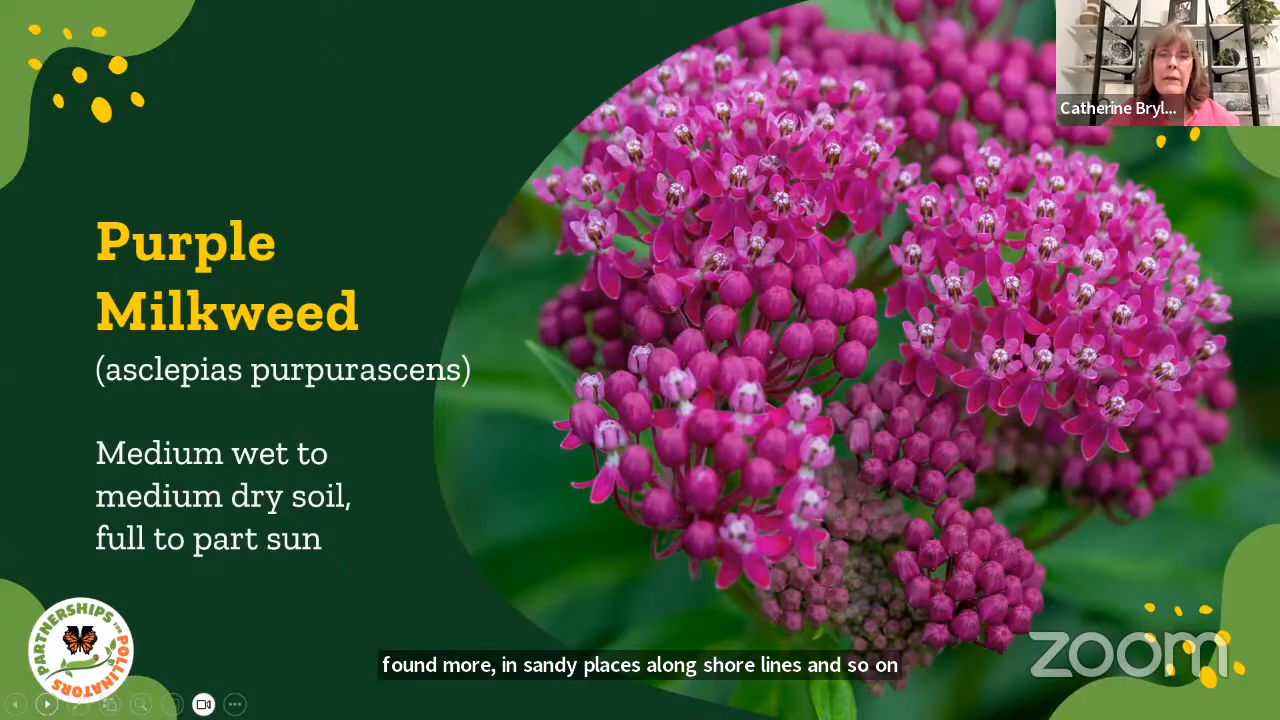 Catherine Bryl...
Purple
Milkweed
(asclepias purpurascens)
Medium wet to
medium dry soil,
full to part sun
PARTNERSHIPS FOR POLLINATORS
found more, in sandy places along shore lines and so on
zoom